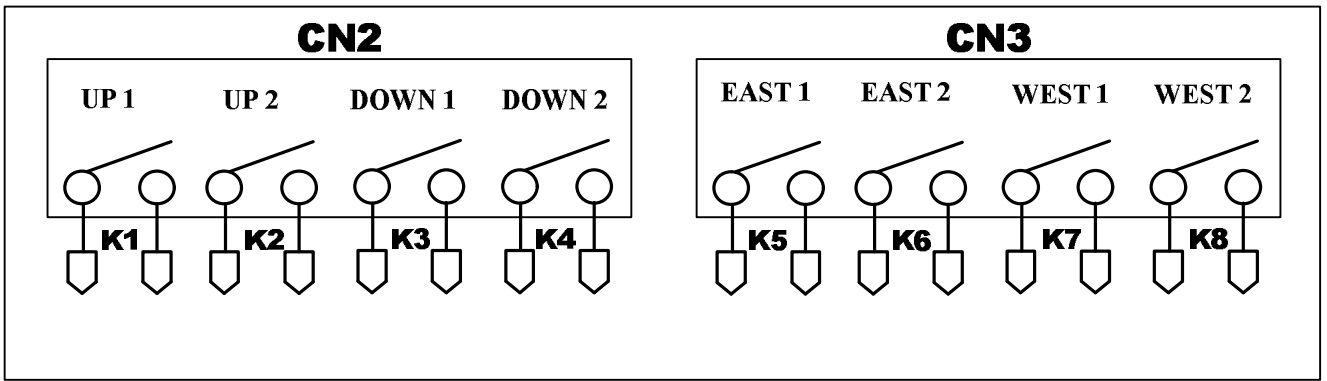 CN2 CN3
UP 1 UP 2 DOWN 1 DOWN 2 EAST 1 EAST 2 WEST 1 WEST 2
K1 K2 K3 K4 K5 K6 K7 K8